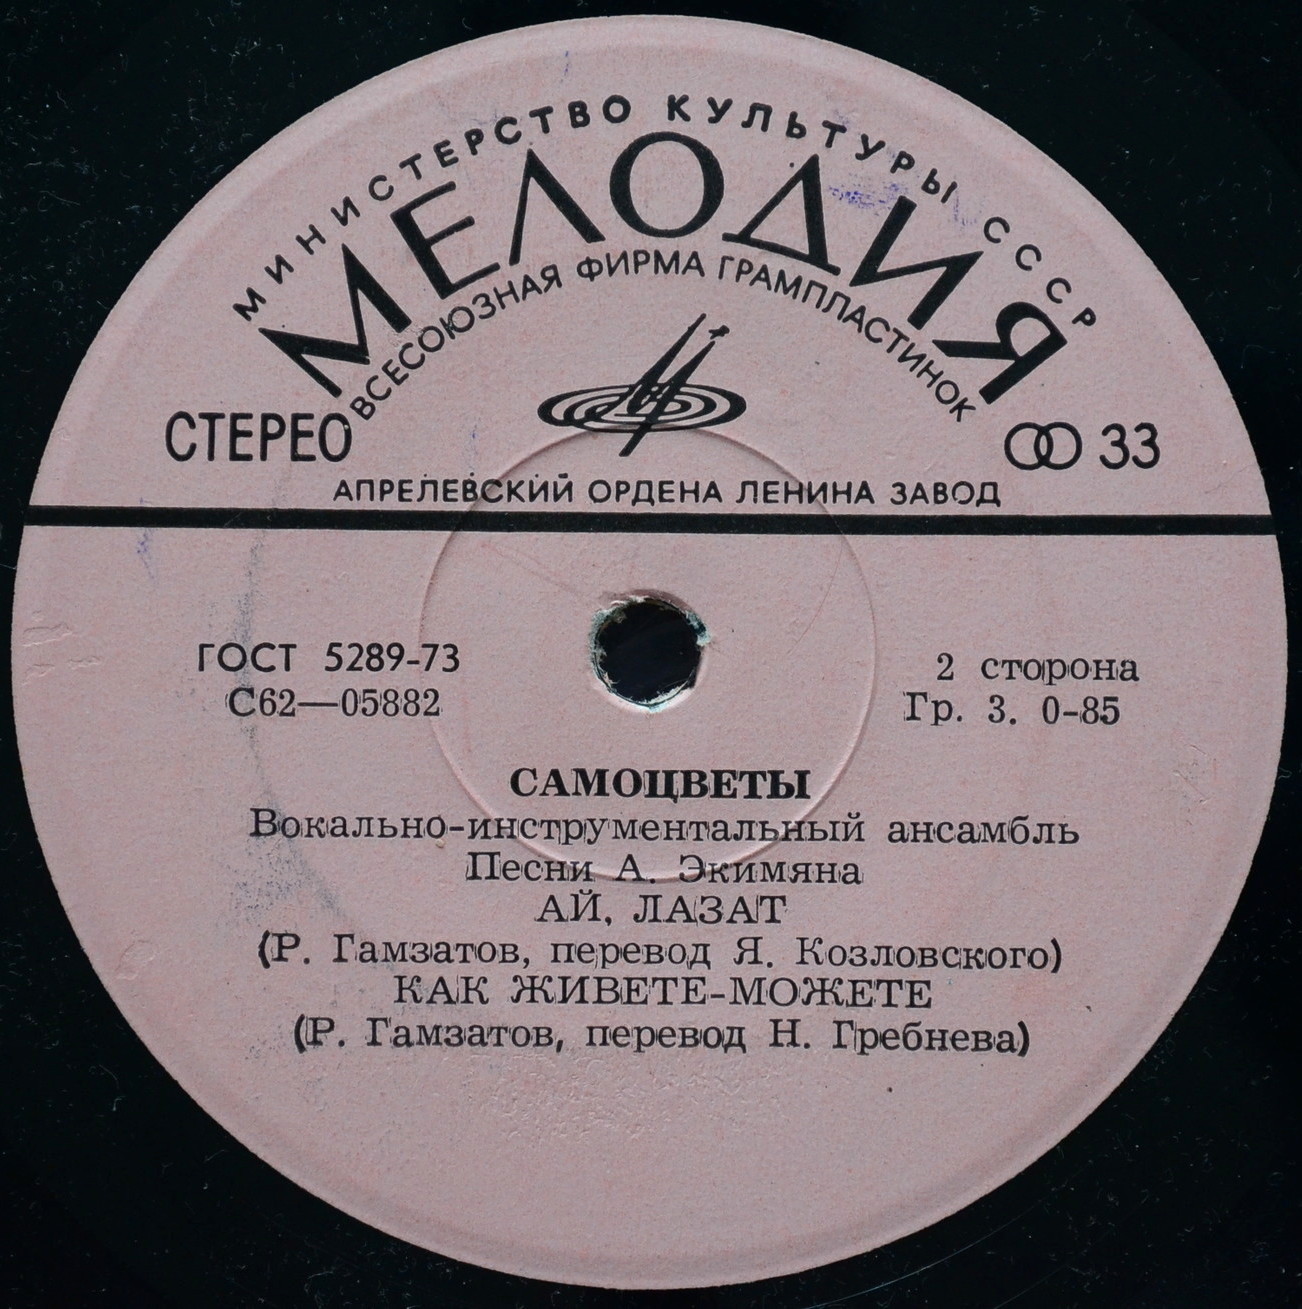 МИНИСТЕРСТВО КУЛЬТУРЫ СССР
МЕЛОДИЯ
ВСЕСОЮЗНАЯ ФИРМА ГРАМПЛАСТИНОК
СТЕРЕО
33
АПРЕЛЕВСКИЙ ОРДЕНА ЛЕНИНА ЗАВОД
ГОСТ 5289-73
С62—05882
2 сторона
Гр. 3. 0-85
САМОЦВЕТЫ
Вокально-инструментальный ансамбль
Песни А. Экимяна
АЙ, ЛАЗАТ
(Р. Гамзатов, перевод Я. Козловского)
КАК ЖИВЕТЕ-МОЖЕТЕ
(Р. Гамзатов, перевод Н. Гребнева)